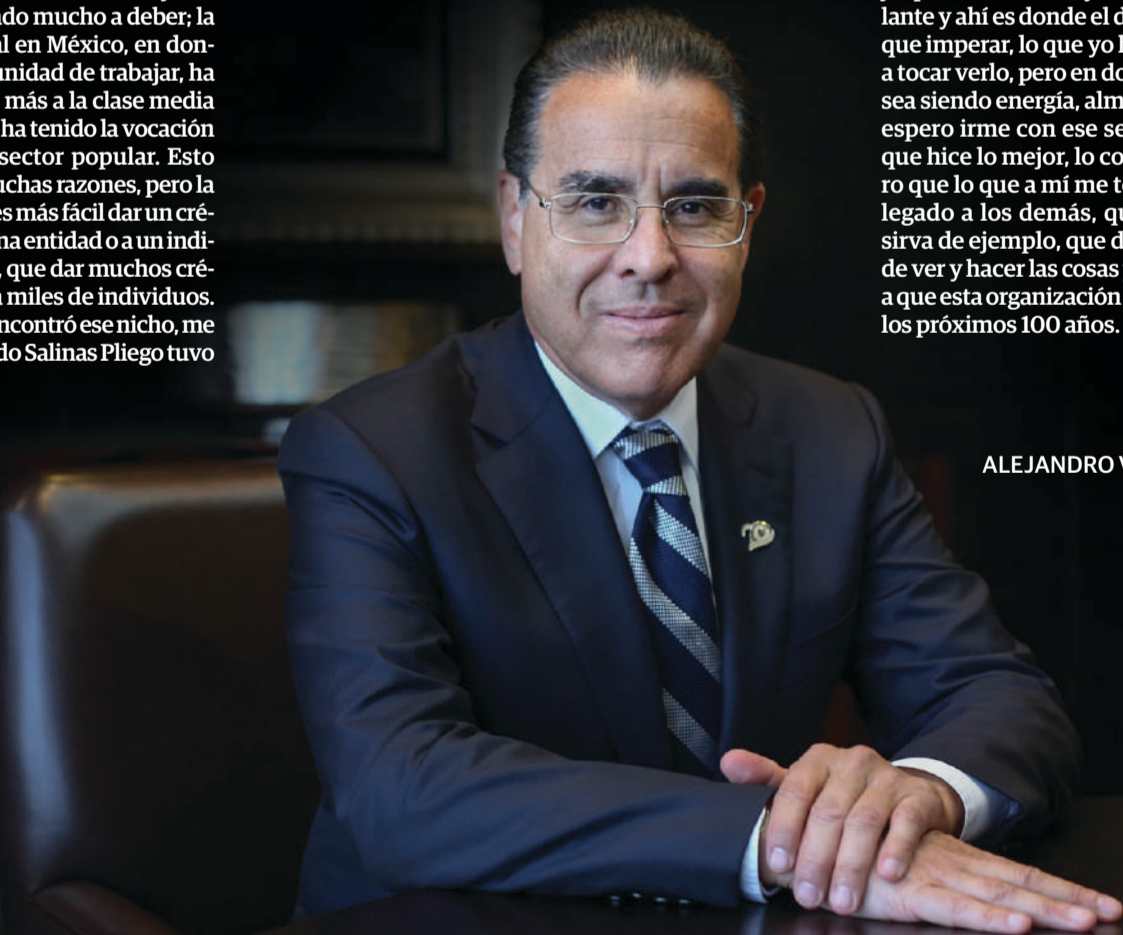 do mucho a deber; la
l en México, en don-
unidad de trabajar, ha
más a la clase media
ha tenido la vocación
sector popular. Esto
uchas razones, pero la
es más fácil dar un cré-
na entidad o a un indi-
, que dar muchos cré-
a miles de individuos.
ncontró ese nicho, me
do Salinas Pliego tuvo
lante y ahí es donde el d
que imperar, lo que yo
a tocar verlo, pero en do
sea siendo energía, alm
espero irme con ese se
que hice lo mejor, lo co
ro que lo que a mí me t
legado a los demás, qu
sirva de ejemplo, que d
de ver y hacer las cosas
a que esta organización
los próximos 100 años.
ALEJANDRO V